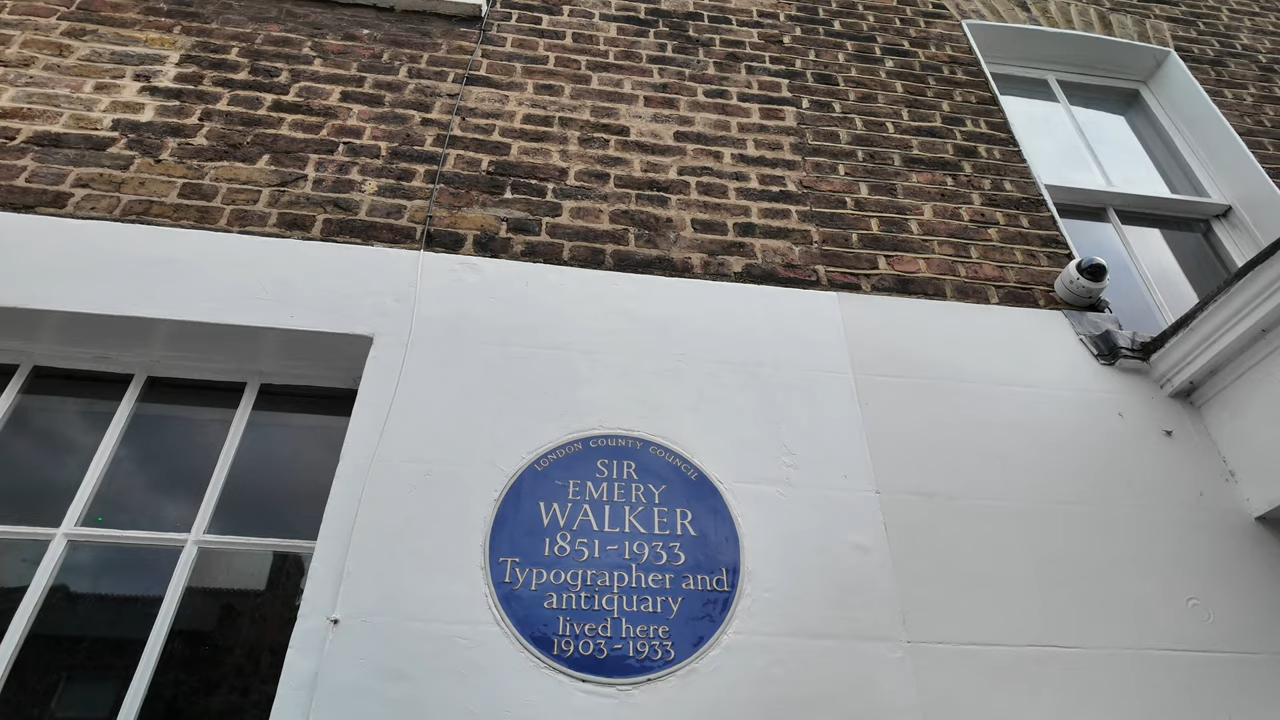 LONDON COUNTY COUNCIL
SIR
EMERY
WALKER
1851-1933
Typographer and
antiquary
lived here
1903-1933